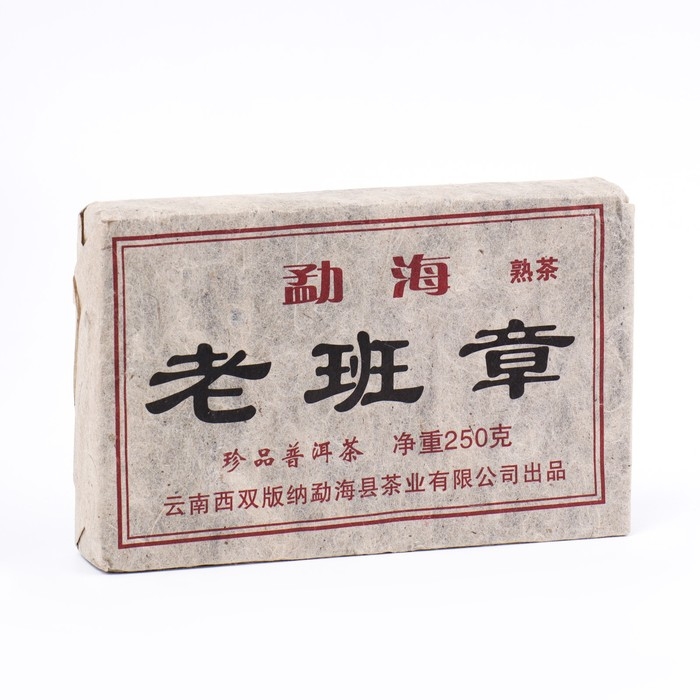 勐海 熟茶
老班章
珍品普洱茶 净重250克
云南西双版纳勐海县茶业有限公司出品